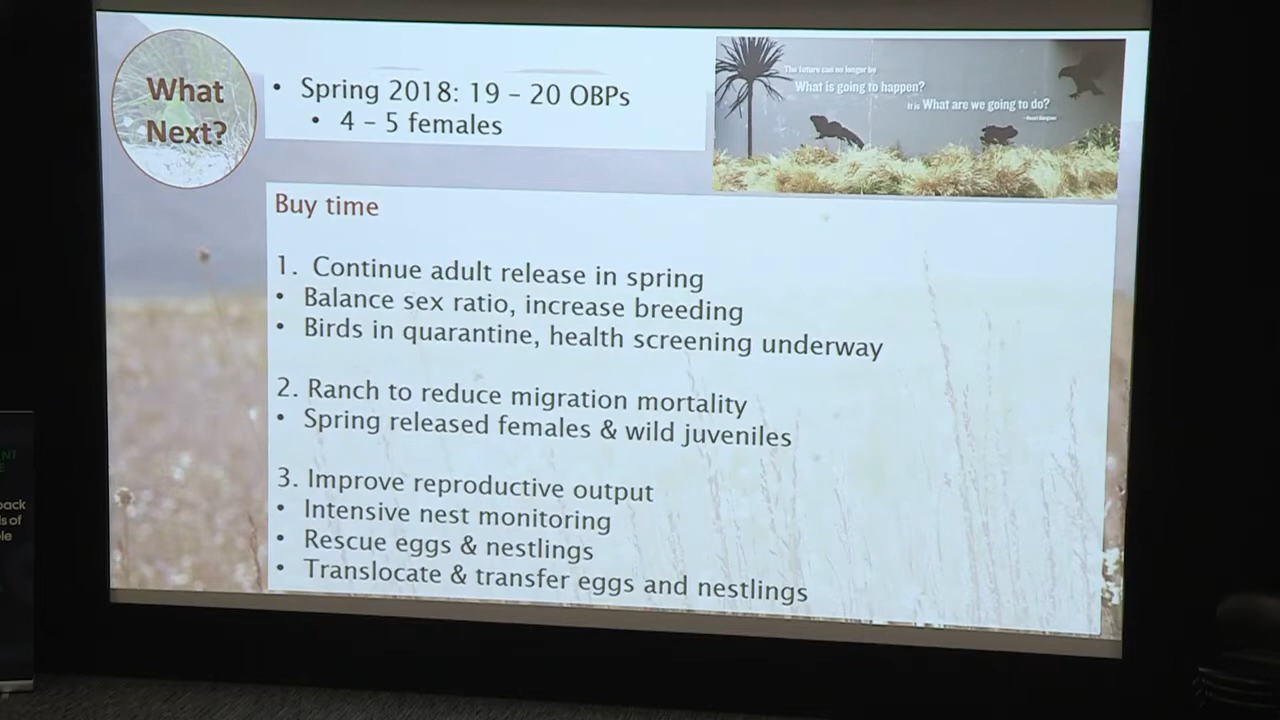 What
Next?
• Spring 2018: 19 – 20 OBPs
• 4 – 5 females
The future can no longer be
What is going to happen?
It is What are we going to do?
Buy time
1. Continue adult release in spring
• Balance sex ratio, increase breeding
• Birds in quarantine, health screening underway
2. Ranch to reduce migration mortality
• Spring released females & wild juveniles
3. Improve reproductive output
• Intensive nest monitoring
• Rescue eggs & nestlings
• Translocate & transfer eggs and nestlings